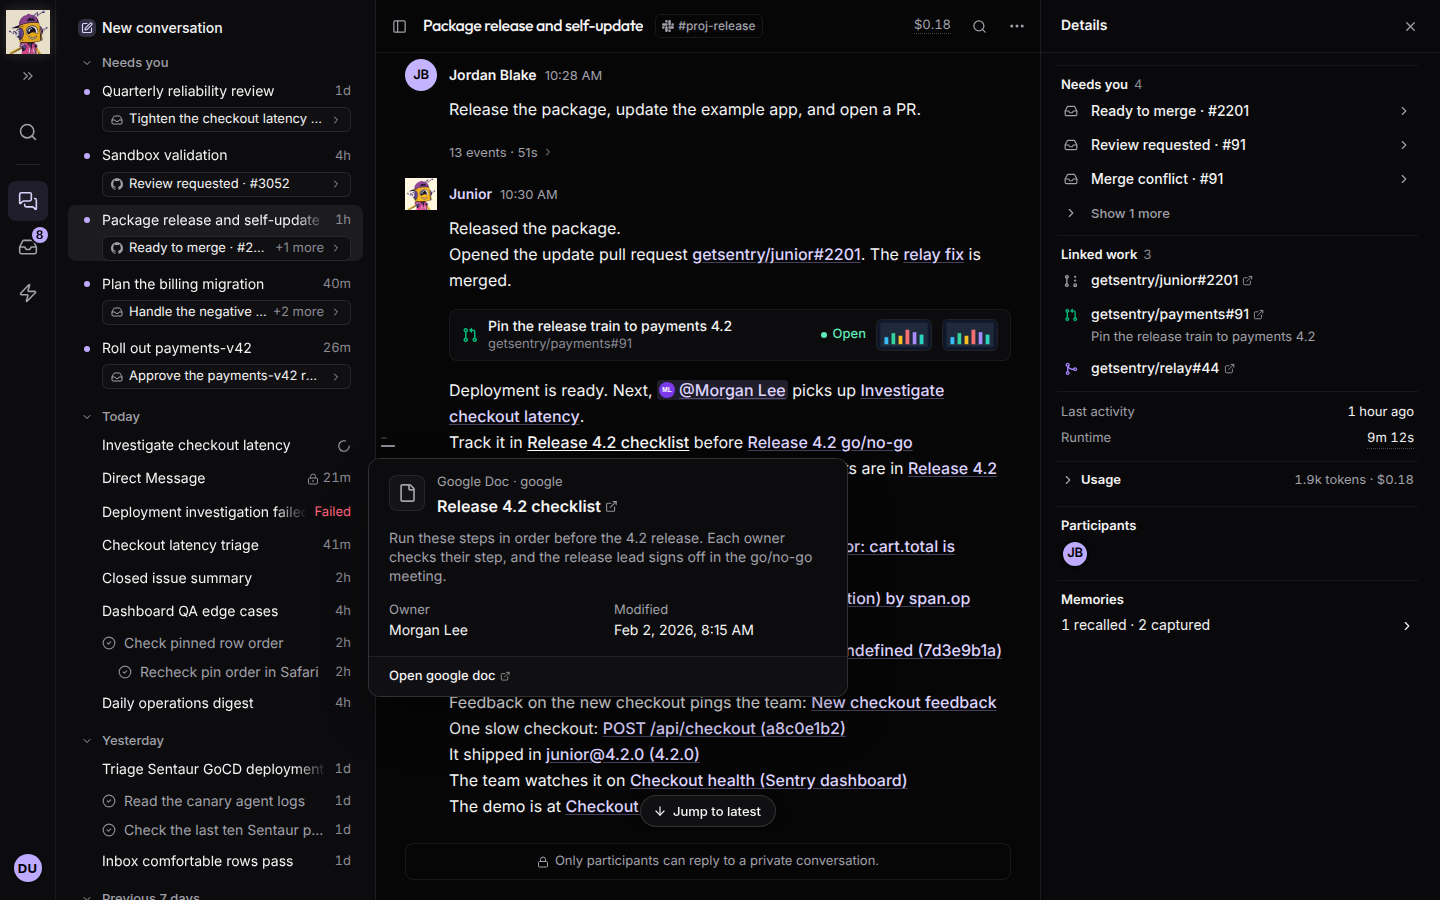 New conversation
Needs you
Quarterly reliability review 1d
Tighten the checkout latency ...
Sandbox validation 4h
Review requested · #3052
Package release and self-update 1h
Ready to merge · #2... +1 more
Plan the billing migration 40m
Handle the negative ... +2 more
Roll out payments-v42 26m
Approve the payments-v42 r...
Today
Investigate checkout latency
Direct Message 21m
Deployment investigation failed Failed
Checkout latency triage 41m
Closed issue summary 2h
Dashboard QA edge cases 4h
Check pinned row order 2h
Recheck pin order in Safari 2h
Daily operations digest 4h
Yesterday
Triage Sentaur GoCD deployment 1d
Read the canary agent logs 1d
Check the last ten Sentaur p... 1d
Inbox comfortable rows pass 1d
Previous 7 days
8
DU
Package release and self-update #proj-release $0.18
JB Jordan Blake 10:28 AM
Release the package, update the example app, and open a PR.
13 events · 51s
Junior 10:30 AM
Released the package.
Opened the update pull request getsentry/junior#2201. The relay fix is
merged.
Pin the release train to payments 4.2
getsentry/payments#91
Open
Deployment is ready. Next, ML @Morgan Lee picks up Investigate
checkout latency.
Track it in Release 4.2 checklist before Release 4.2 go/no-go
ts are in Release 4.2
or: cart.total is
tion) by span.op
ndefined (7d3e9b1a)
Google Doc · google
Release 4.2 checklist
Run these steps in order before the 4.2 release. Each owner
checks their step, and the release lead signs off in the go/no-go
meeting.
Owner Modified
Morgan Lee Feb 2, 2026, 8:15 AM
Open google doc
Feedback on the new checkout pings the team: New checkout feedback
One slow checkout: POST /api/checkout (a8c0e1b2)
It shipped in junior@4.2.0 (4.2.0)
The team watches it on Checkout health (Sentry dashboard)
The demo is at Checkout
Jump to latest
Only participants can reply to a private conversation.
Details
Needs you 4
Ready to merge · #2201
Review requested · #91
Merge conflict · #91
Show 1 more
Linked work 3
getsentry/junior#2201
getsentry/payments#91
Pin the release train to payments 4.2
getsentry/relay#44
Last activity 1 hour ago
Runtime 9m 12s
Usage 1.9k tokens · $0.18
Participants
JB
Memories
1 recalled · 2 captured